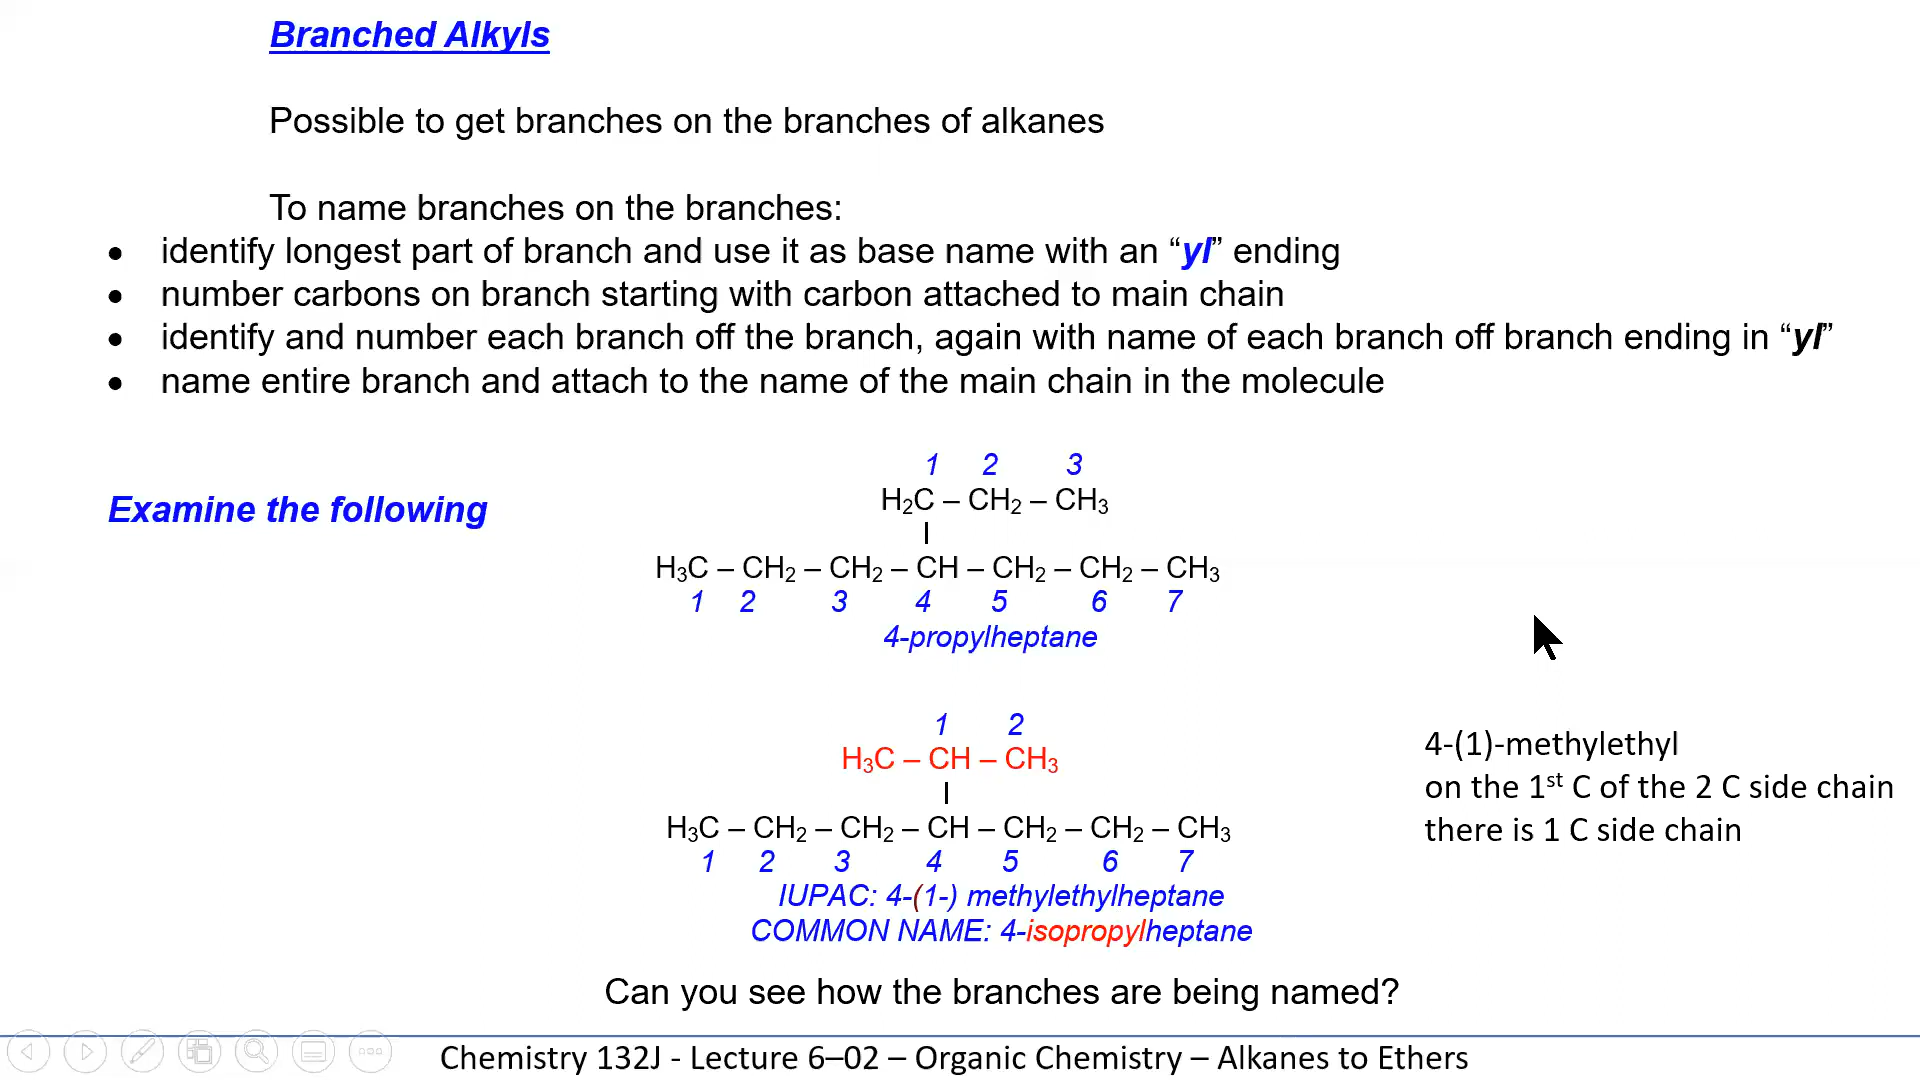 Branched Alkyls
Possible to get branches on the branches of alkanes
To name branches on the branches:
• identify longest part of branch and use it as base name with an “yl” ending
• number carbons on branch starting with carbon attached to main chain
• identify and number each branch off the branch, again with name of each branch off branch ending in “yl”
• name entire branch and attach to the name of the main chain in the molecule
Examine the following
1 2 3
H₂C – CH₂ – CH₃
H₃C – CH₂ – CH₂ – CH – CH₂ – CH₂ – CH₃
1 2 3 4 5 6 7
4-propylheptane
1 2
H₃C – CH – CH₃
H₃C – CH₂ – CH₂ – CH – CH₂ – CH₂ – CH₃
1 2 3 4 5 6 7
IUPAC: 4-(1-) methylethylheptane
COMMON NAME: 4-isopropylheptane
4-(1)-methylethyl
on the 1st C of the 2 C side chain
there is 1 C side chain
Can you see how the branches are being named?
Chemistry 132J - Lecture 6–02 – Organic Chemistry – Alkanes to Ethers